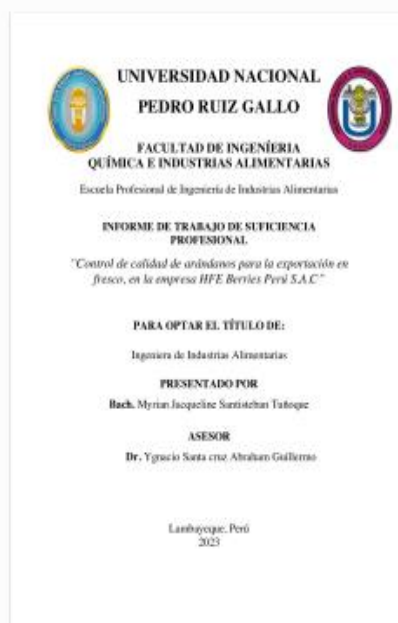 UNIVERSIDAD NACIONAL
PEDRO RUIZ GALLO
FACULTAD DE INGENÍERIA
QUÍMICA E INDUSTRIAS ALIMENTARIAS
Escuela Profesional de Ingeniería de Industrias Alimentarias
INFORME DE TRABAJO DE SUFICIENCIA
PROFESIONAL
"Control de calidad de arándanos para la exportación en
fresco, en la empresa HFE Berries Perú S.A.C"
PARA OPTAR EL TÍTULO DE:
Ingeniera de Industrias Alimentarias
PRESENTADO POR
Bach. Myrian Jacqueline Santisteban Tuñoque
ASESOR
Dr. Ygnacio Santa cruz Abraham Guillermo
Lambayeque, Perú
2023